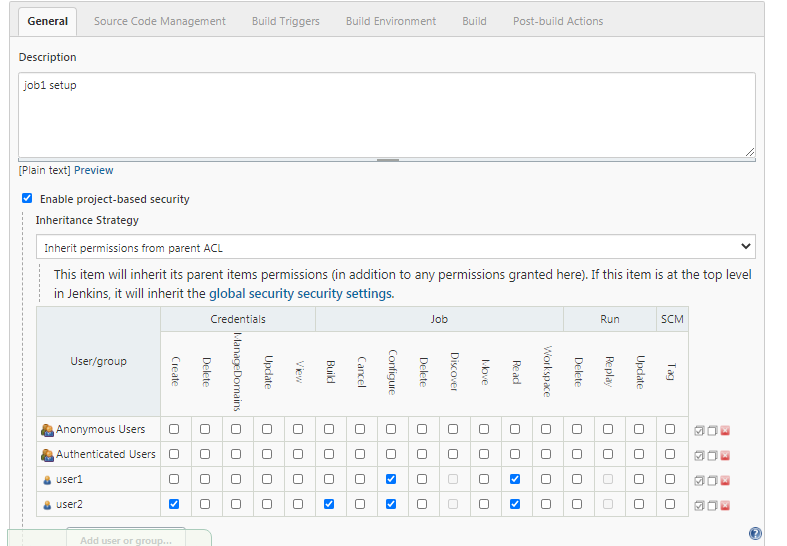 General Source Code Management Build Triggers Build Environment Build Post-build Actions
Description
job1 setup
[Plain text] Preview
Enable project-based security
Inheritance Strategy
Inherit permissions from parent ACL
This item will inherit its parent items permissions (in addition to any permissions granted here). If this item is at the top level
in Jenkins, it will inherit the global security security settings.
User/group Credentials Job Run SCM
Create Delete ManageDomains Update View Build Cancel Configure Delete Discover Move Read Workspace Delete Replay Update Tag
Anonymous Users
Authenticated Users
user1
user2
Add user or group...